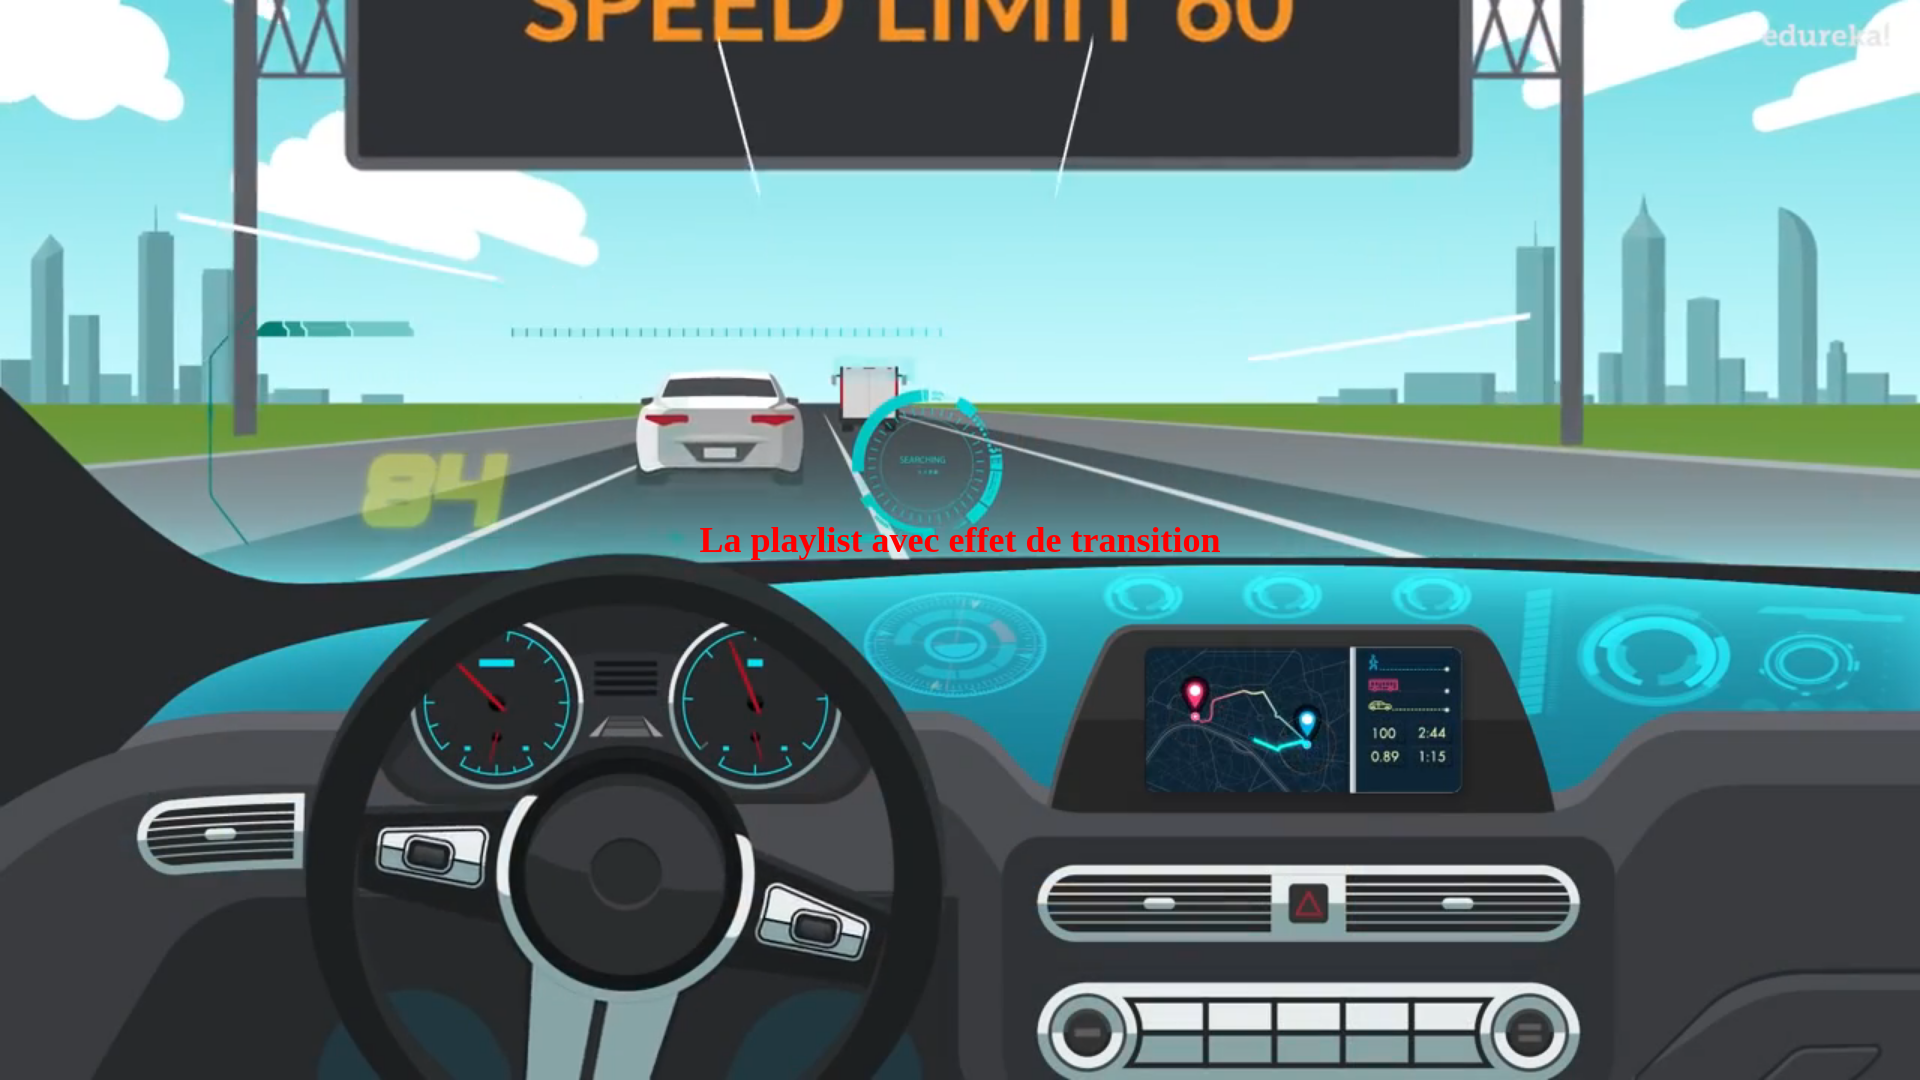 SPEED LIMIT 60
edureka!
84
SEARCHING
La playlist avec effet de transition
100 2:44
0.89 1:15